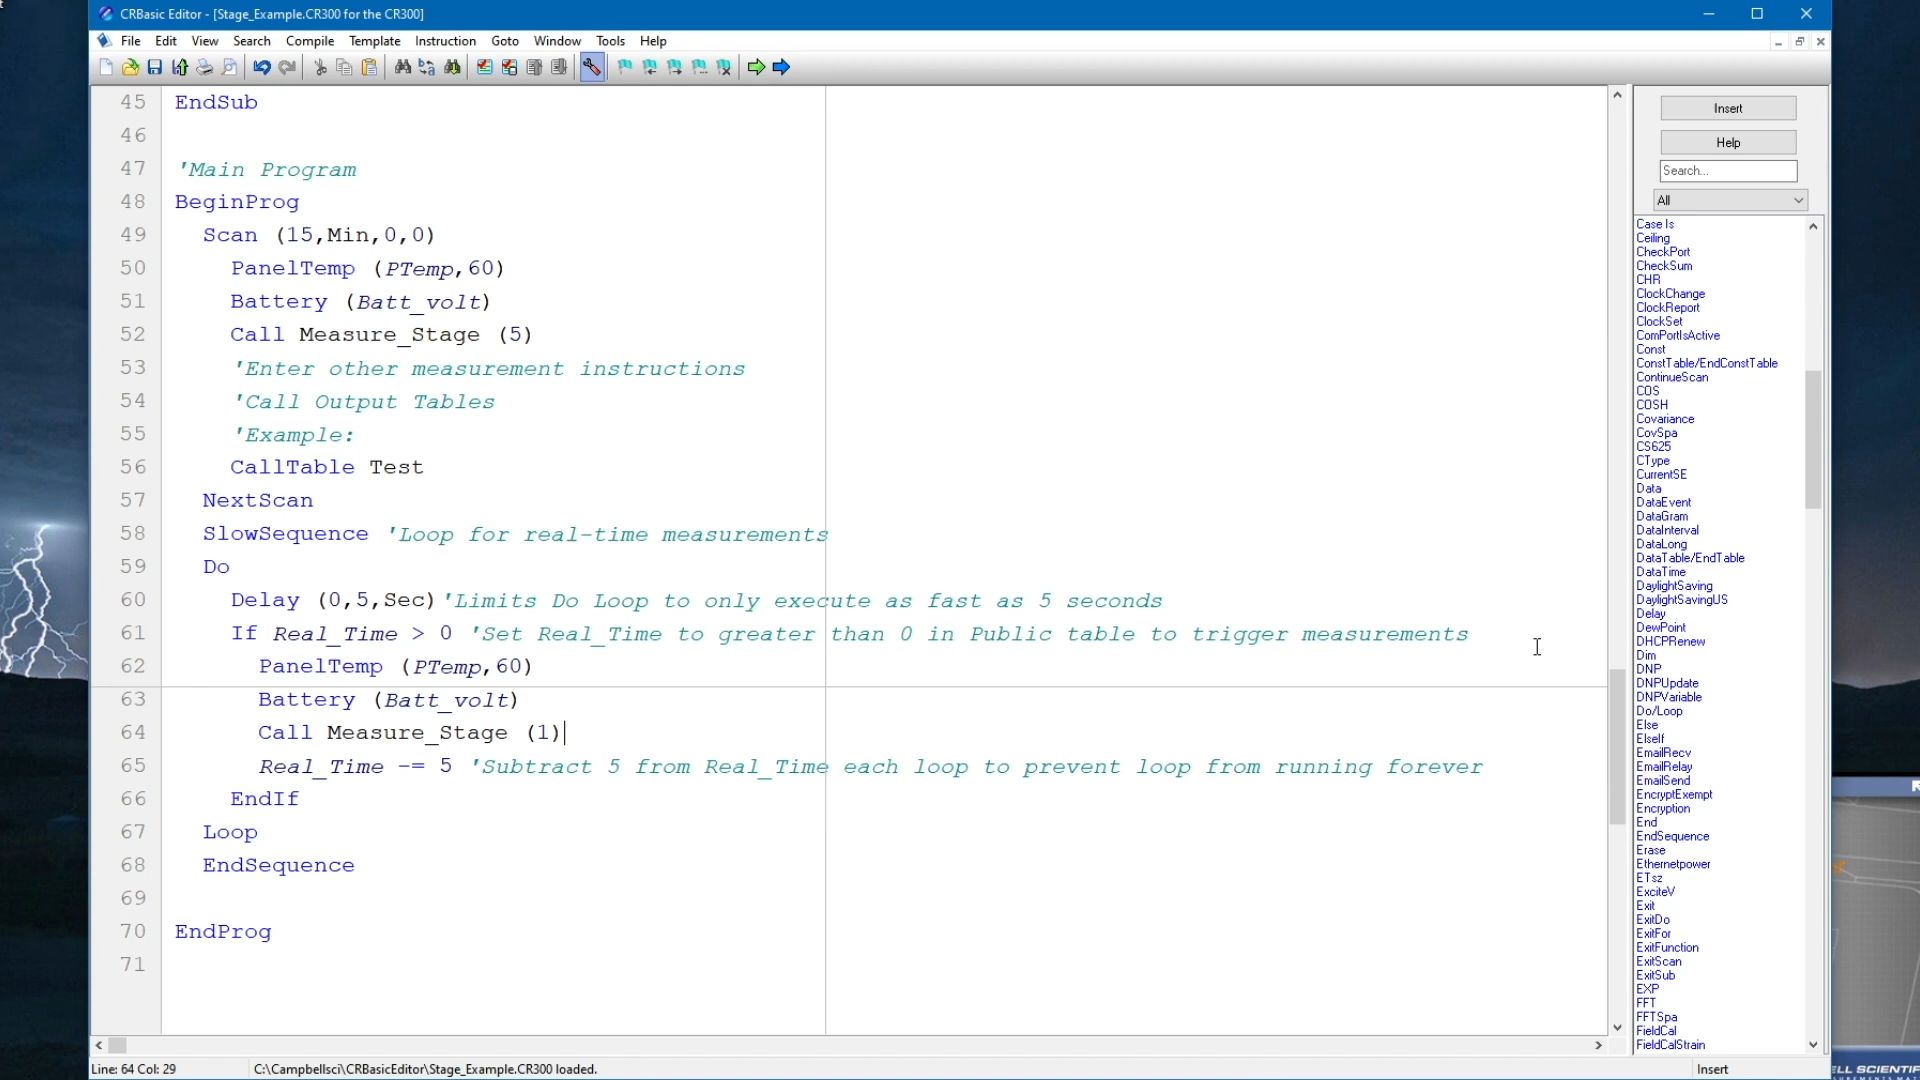 CRBasic Editor - [Stage_Example.CR300 for the CR300]
File Edit View Search Compile Template Instruction Goto Window Tools Help
45 EndSub
46
47 'Main Program
48 BeginProg
49 Scan (15,Min,0,0)
50 PanelTemp (PTemp,60)
51 Battery (Batt_volt)
52 Call Measure_Stage (5)
53 'Enter other measurement instructions
54 'Call Output Tables
55 'Example:
56 CallTable Test
57 NextScan
58 SlowSequence 'Loop for real-time measurements
59 Do
60 Delay (0,5,Sec)'Limits Do Loop to only execute as fast as 5 seconds
61 If Real_Time > 0 'Set Real_Time to greater than 0 in Public table to trigger measurements
62 PanelTemp (PTemp,60)
63 Battery (Batt_volt)
64 Call Measure_Stage (1)
65 Real_Time -= 5 'Subtract 5 from Real_Time each loop to prevent loop from running forever
66 EndIf
67 Loop
68 EndSequence
69
70 EndProg
71
Insert
Help
Search...
All
Case Is
Ceiling
CheckPort
CheckSum
CHR
ClockChange
ClockReport
ClockSet
ComPortIsActive
Const
ConstTable/EndConstTable
ContinueScan
COS
COSH
Covariance
CovSpa
CS625
CType
CurrentSE
Data
DataEvent
DataGram
DataInterval
DataLong
DataTable/EndTable
DataTime
DaylightSaving
DaylightSavingUS
Delay
DewPoint
DHCPRenew
Dim
DNP
DNPUpdate
DNPVariable
Do/Loop
Else
ElseIf
EmailRecv
EmailRelay
EmailSend
EncryptExempt
Encryption
End
EndSequence
Erase
Ethernetpower
ETsz
ExciteV
Exit
ExitDo
ExitFor
ExitFunction
ExitScan
ExitSub
EXP
FFT
FFTSpa
FieldCal
FieldCalStrain
Line: 64 Col: 29 C:\Campbellsci\CRBasicEditor\Stage_Example.CR300 loaded. Insert